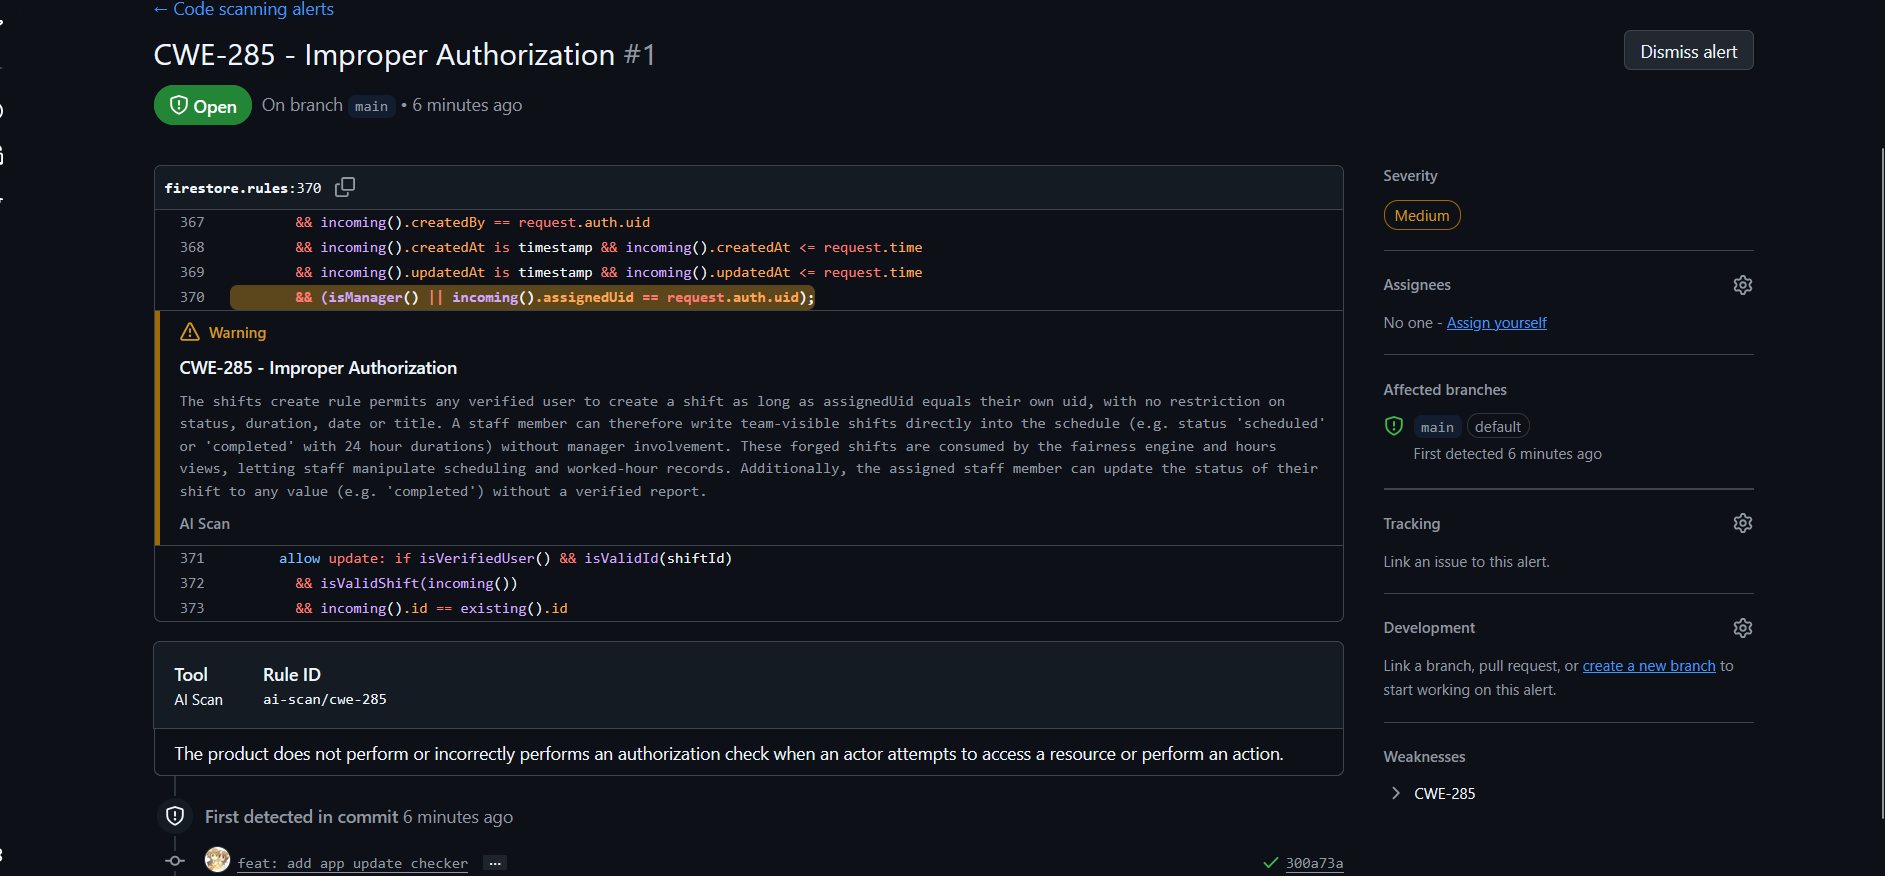 ← Code scanning alerts
CWE-285 - Improper Authorization #1
Dismiss alert
Open On branch main • 6 minutes ago
firestore.rules:370
367 && incoming().createdBy == request.auth.uid
368 && incoming().createdAt is timestamp && incoming().createdAt <= request.time
369 && incoming().updatedAt is timestamp && incoming().updatedAt <= request.time
370 && (isManager() || incoming().assignedUid == request.auth.uid);
Warning
CWE-285 - Improper Authorization
The shifts create rule permits any verified user to create a shift as long as assignedUid equals their own uid, with no restriction on
status, duration, date or title. A staff member can therefore write team-visible shifts directly into the schedule (e.g. status 'scheduled'
or 'completed' with 24 hour durations) without manager involvement. These forged shifts are consumed by the fairness engine and hours
views, letting staff manipulate scheduling and worked-hour records. Additionally, the assigned staff member can update the status of their
shift to any value (e.g. 'completed') without a verified report.
AI Scan
371 allow update: if isVerifiedUser() && isValidId(shiftId)
372 && isValidShift(incoming())
373 && incoming().id == existing().id
Tool Rule ID
AI Scan ai-scan/cwe-285
The product does not perform or incorrectly performs an authorization check when an actor attempts to access a resource or perform an action.
First detected in commit 6 minutes ago
feat: add app update checker ... 300a73a
Severity
Medium
Assignees
No one - Assign yourself
Affected branches
main default
First detected 6 minutes ago
Tracking
Link an issue to this alert.
Development
Link a branch, pull request, or create a new branch to
start working on this alert.
Weaknesses
CWE-285